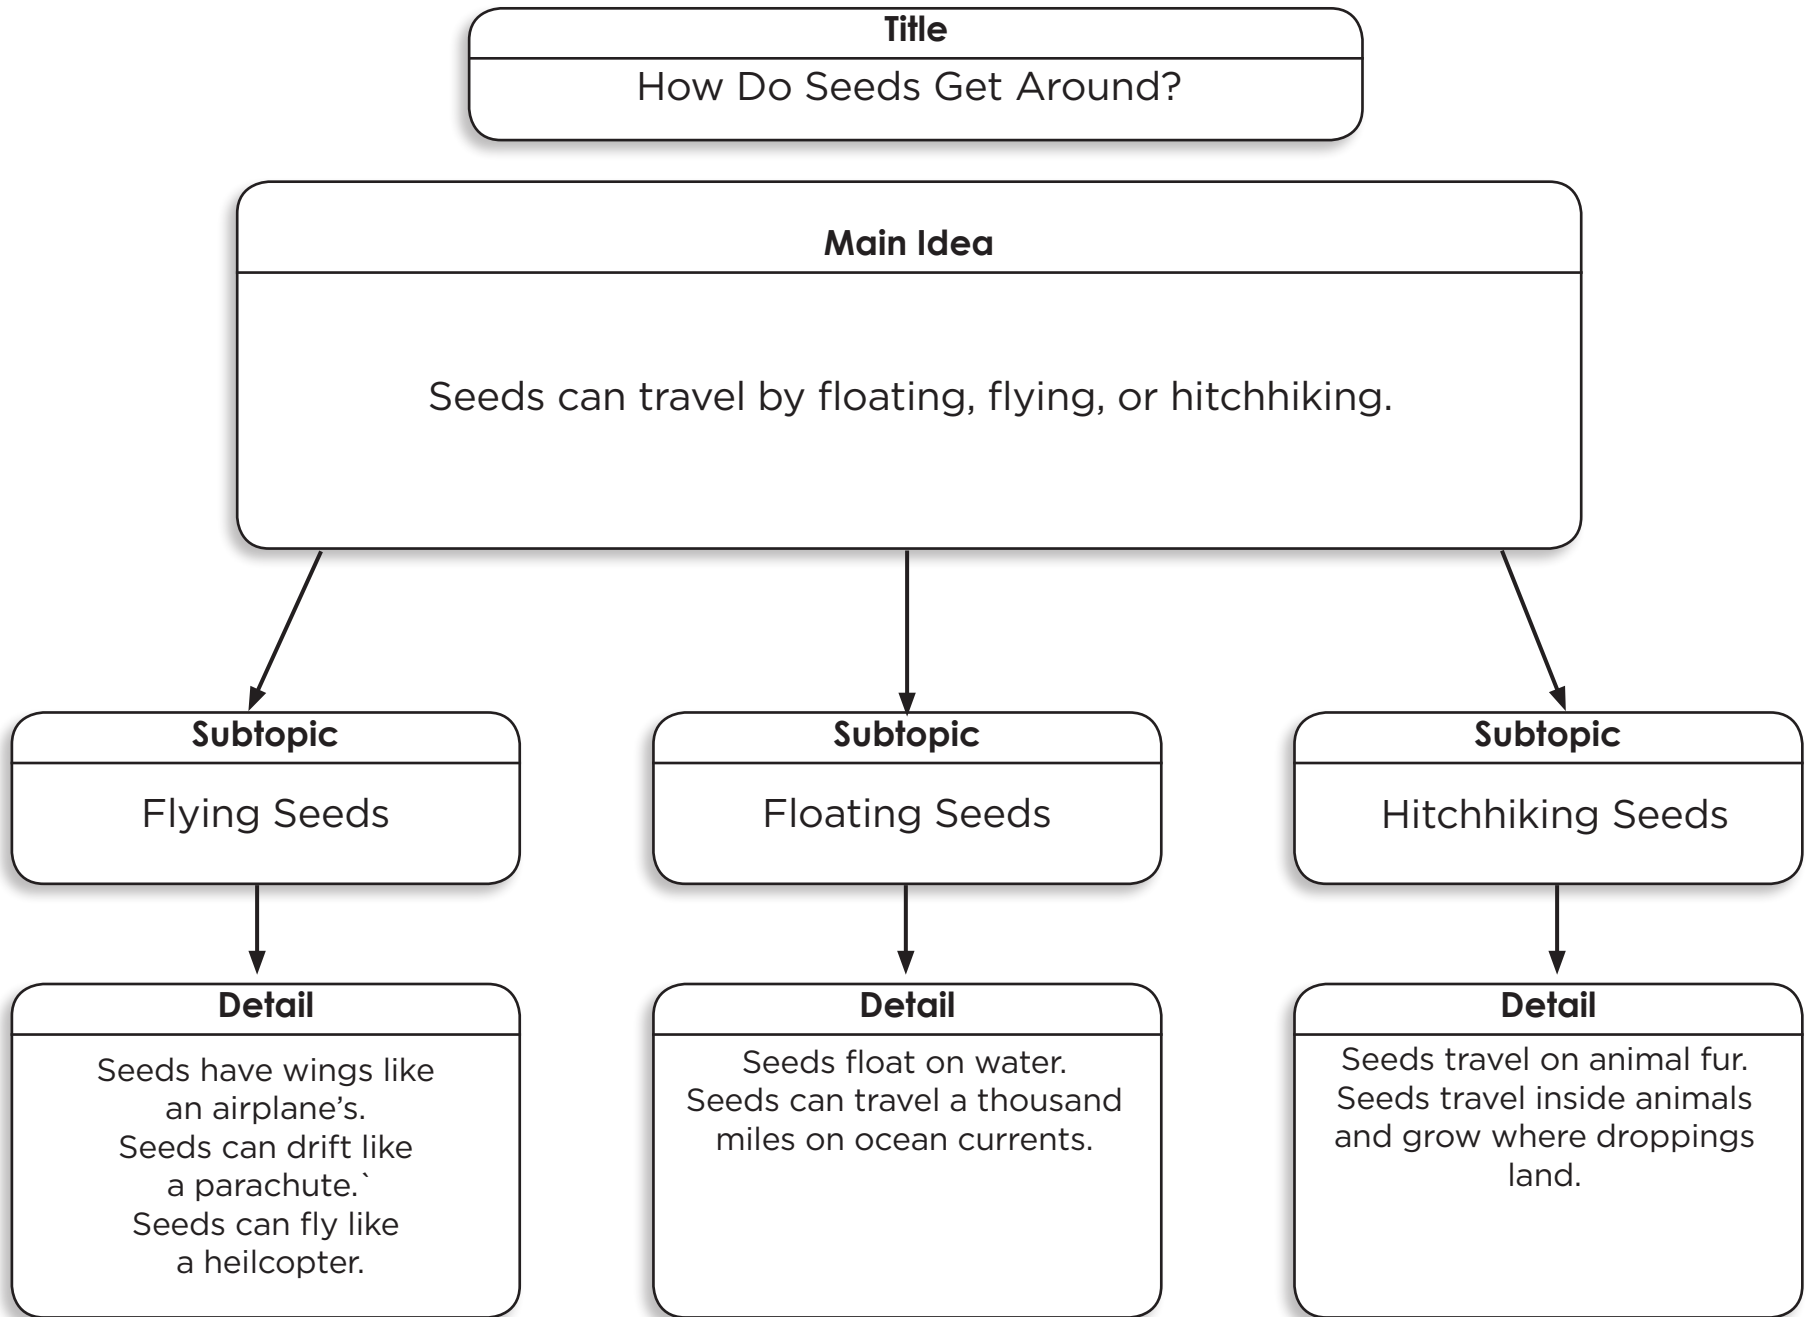 Title
How Do Seeds Get Around?
Main Idea
Seeds can travel by floating, flying, or hitchhiking.
Subtopic
Flying Seeds
Subtopic
Floating Seeds
Subtopic
Hitchhiking Seeds
Detail
Seeds have wings like
an airplane’s.
Seeds can drift like
a parachute.`
Seeds can fly like
a heilcopter.
Detail
Seeds float on water.
Seeds can travel a thousand
miles on ocean currents.
Detail
Seeds travel on animal fur.
Seeds travel inside animals
and grow where droppings
land.